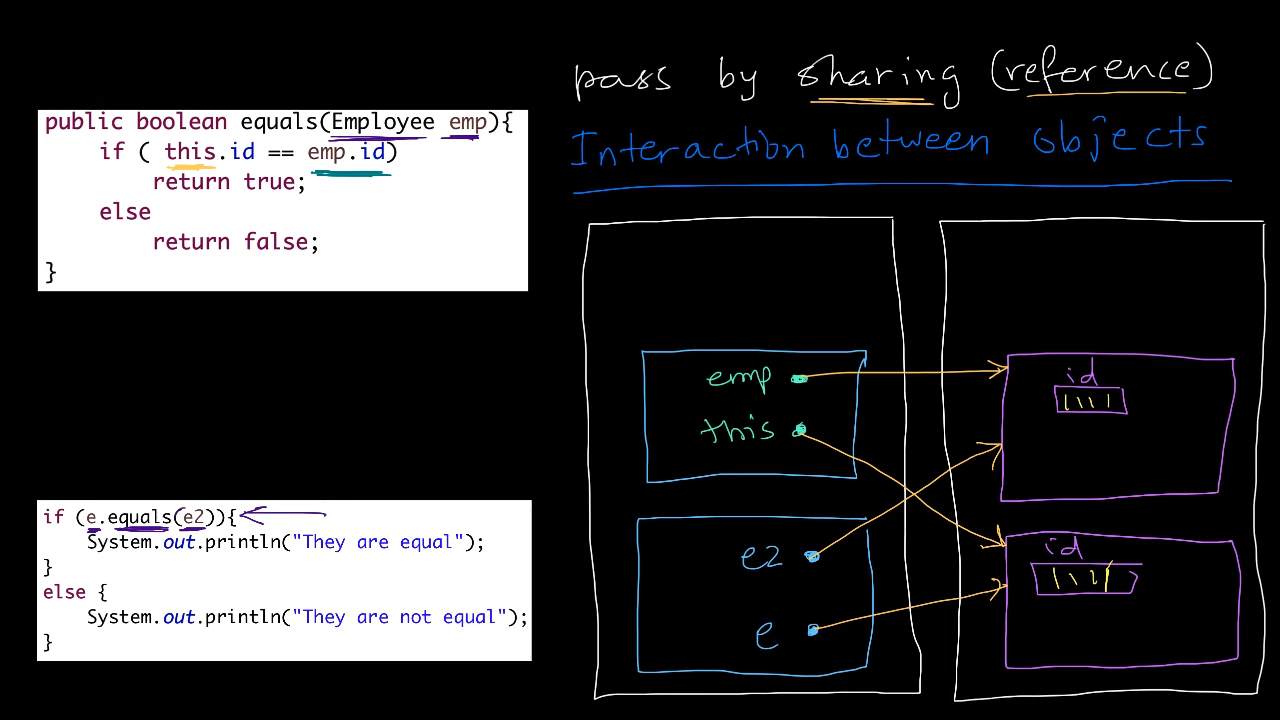 pass by sharing (reference)
Interaction between Objects
public boolean equals(Employee emp){
if ( this.id == emp.id)
return true;
else
return false;
}
if (e.equals(e2)){
System.out.println("They are equal");
}
else {
System.out.println("They are not equal");
}
emp
this
e2
e
id
1111
id